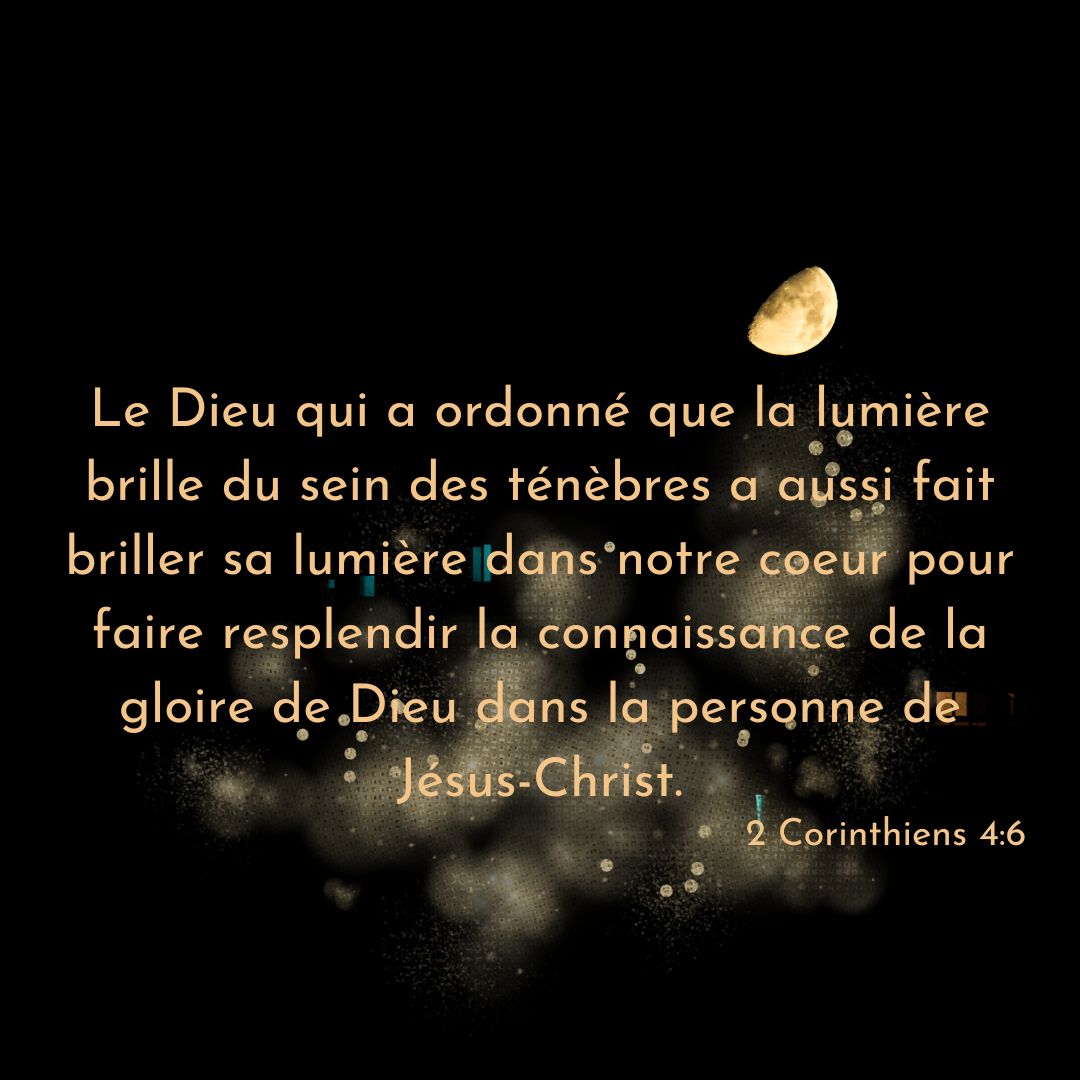 Le Dieu qui a ordonné que la lumière
brille du sein des ténèbres a aussi fait
briller sa lumière dans notre coeur pour
faire resplendir la connaissance de la
gloire de Dieu dans la personne de
Jésus-Christ.
2 Corinthiens 4:6